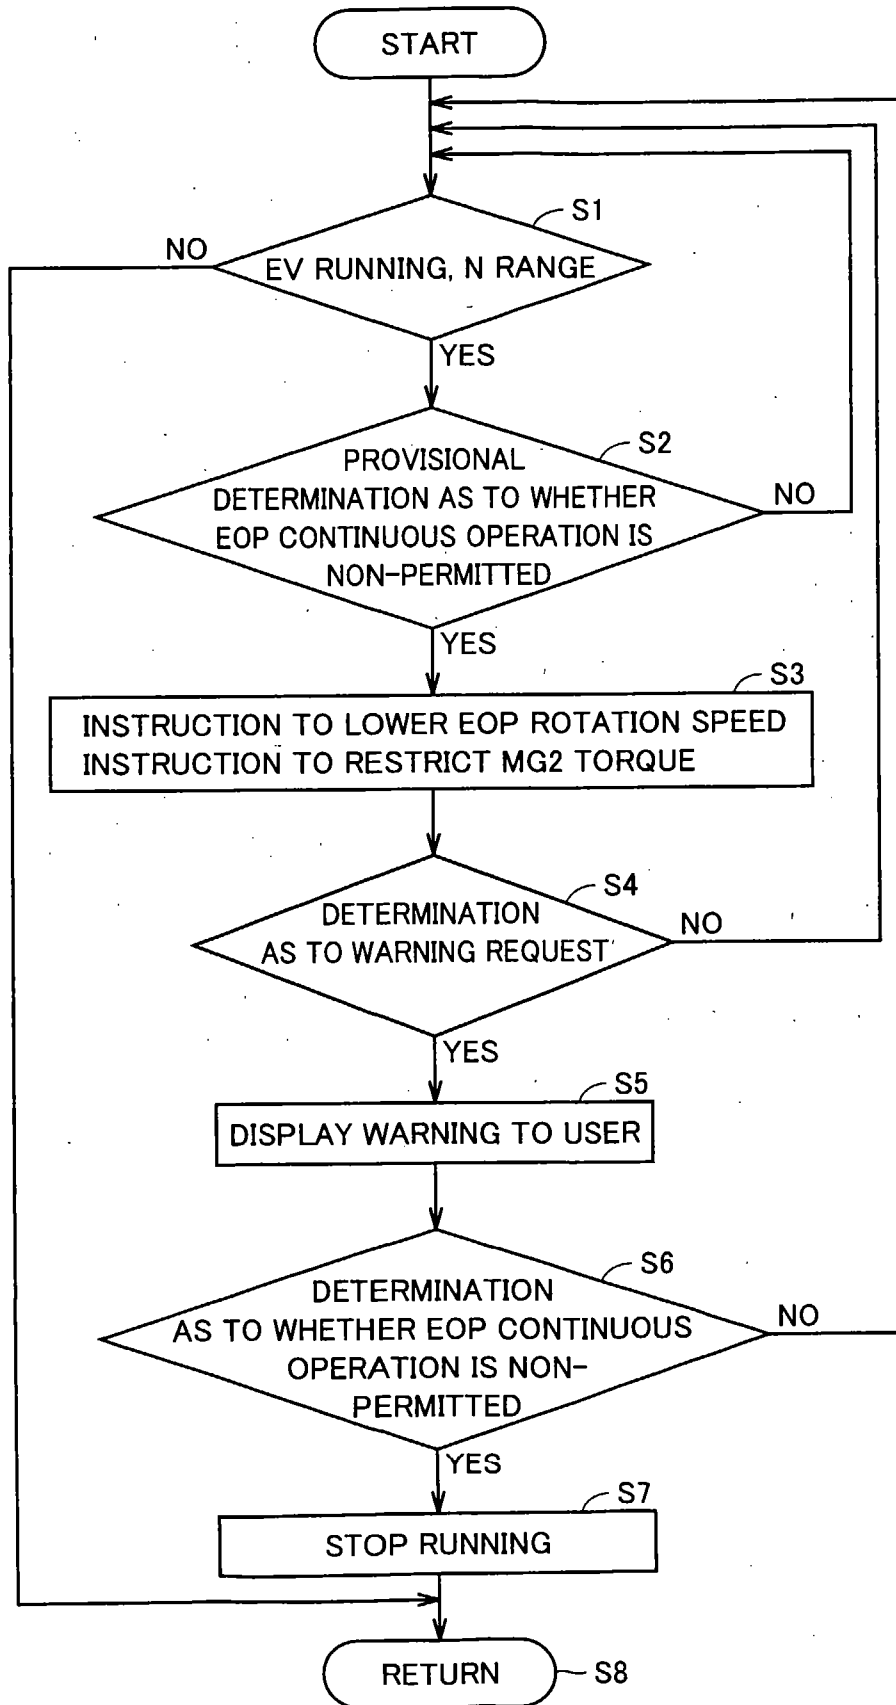 START
S1
NO
EV RUNNING, N RANGE
YES
S2
PROVISIONAL
DETERMINATION AS TO WHETHER
EOP CONTINUOUS OPERATION IS
NON-PERMITTED
NO
YES
S3
INSTRUCTION TO LOWER EOP ROTATION SPEED
INSTRUCTION TO RESTRICT MG2 TORQUE
S4
DETERMINATION
AS TO WARNING REQUEST
NO
YES
S5
DISPLAY WARNING TO USER
S6
DETERMINATION
AS TO WHETHER EOP CONTINUOUS
OPERATION IS NON-
PERMITTED
NO
YES
S7
STOP RUNNING
RETURN
S8